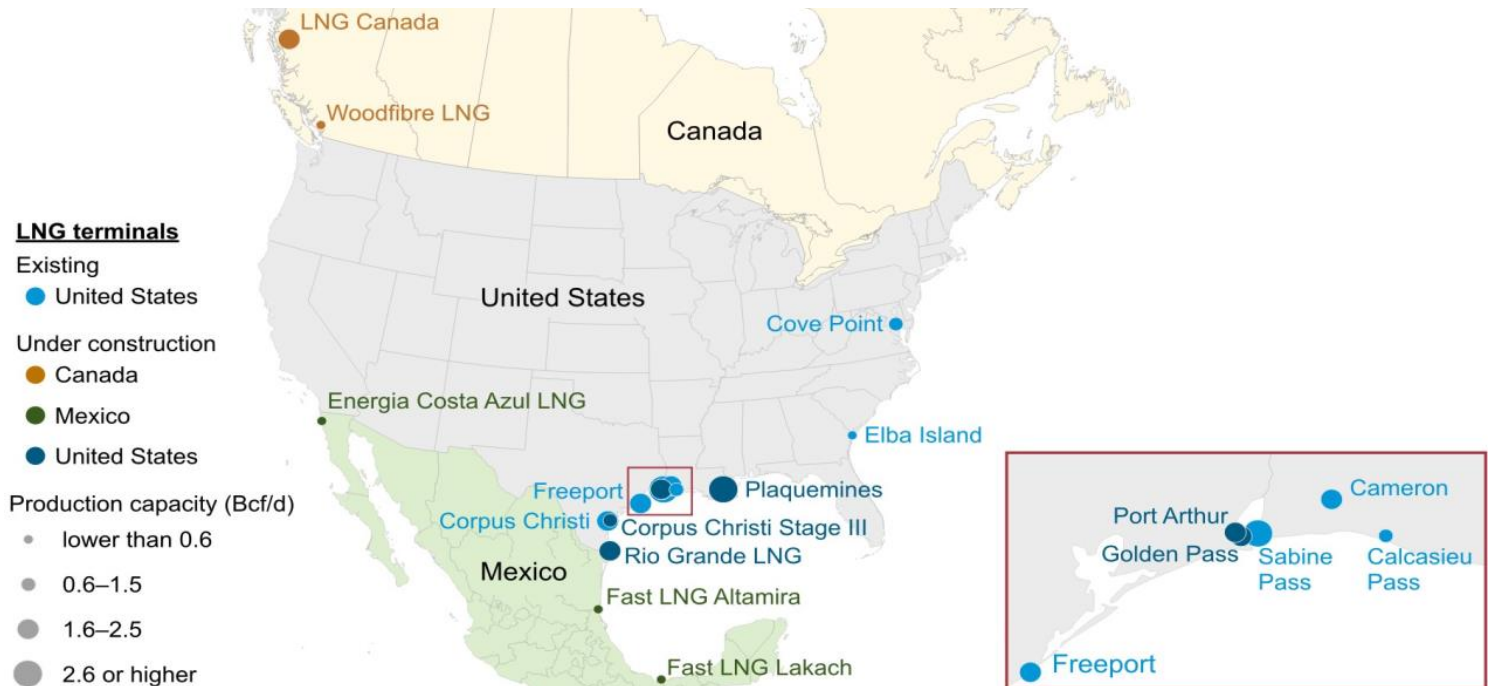 LNG Canada
Woodfibre LNG
Canada
LNG terminals
Existing
United States
Under construction
Canada
Mexico
United States
Production capacity (Bcf/d)
lower than 0.6
0.6–1.5
1.6–2.5
2.6 or higher
United States
Cove Point
Energia Costa Azul LNG
Elba Island
Freeport
Plaquemines
Corpus Christi
Corpus Christi Stage III
Rio Grande LNG
Mexico
Fast LNG Altamira
Fast LNG Lakach
Cameron
Port Arthur
Golden Pass
Sabine
Pass
Calcasieu
Pass
Freeport